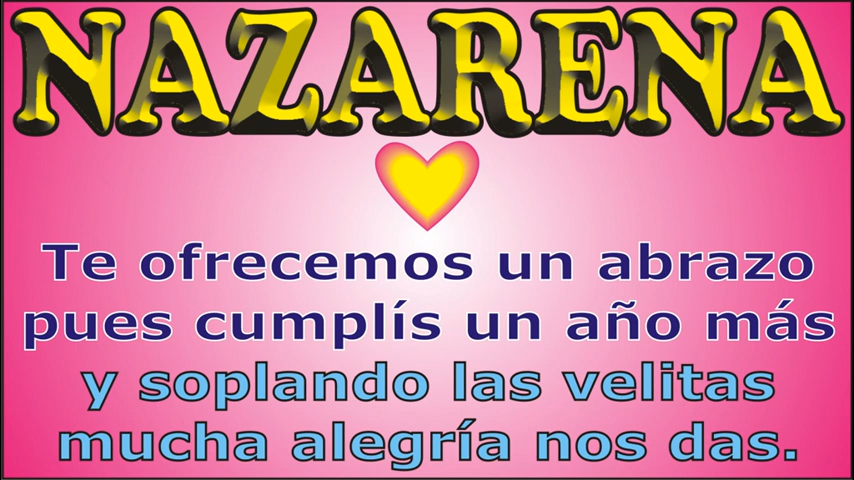 NAZARENA
Te ofrecemos un abrazo
pues cumplís un año más
y soplando las velitas
mucha alegría nos das.